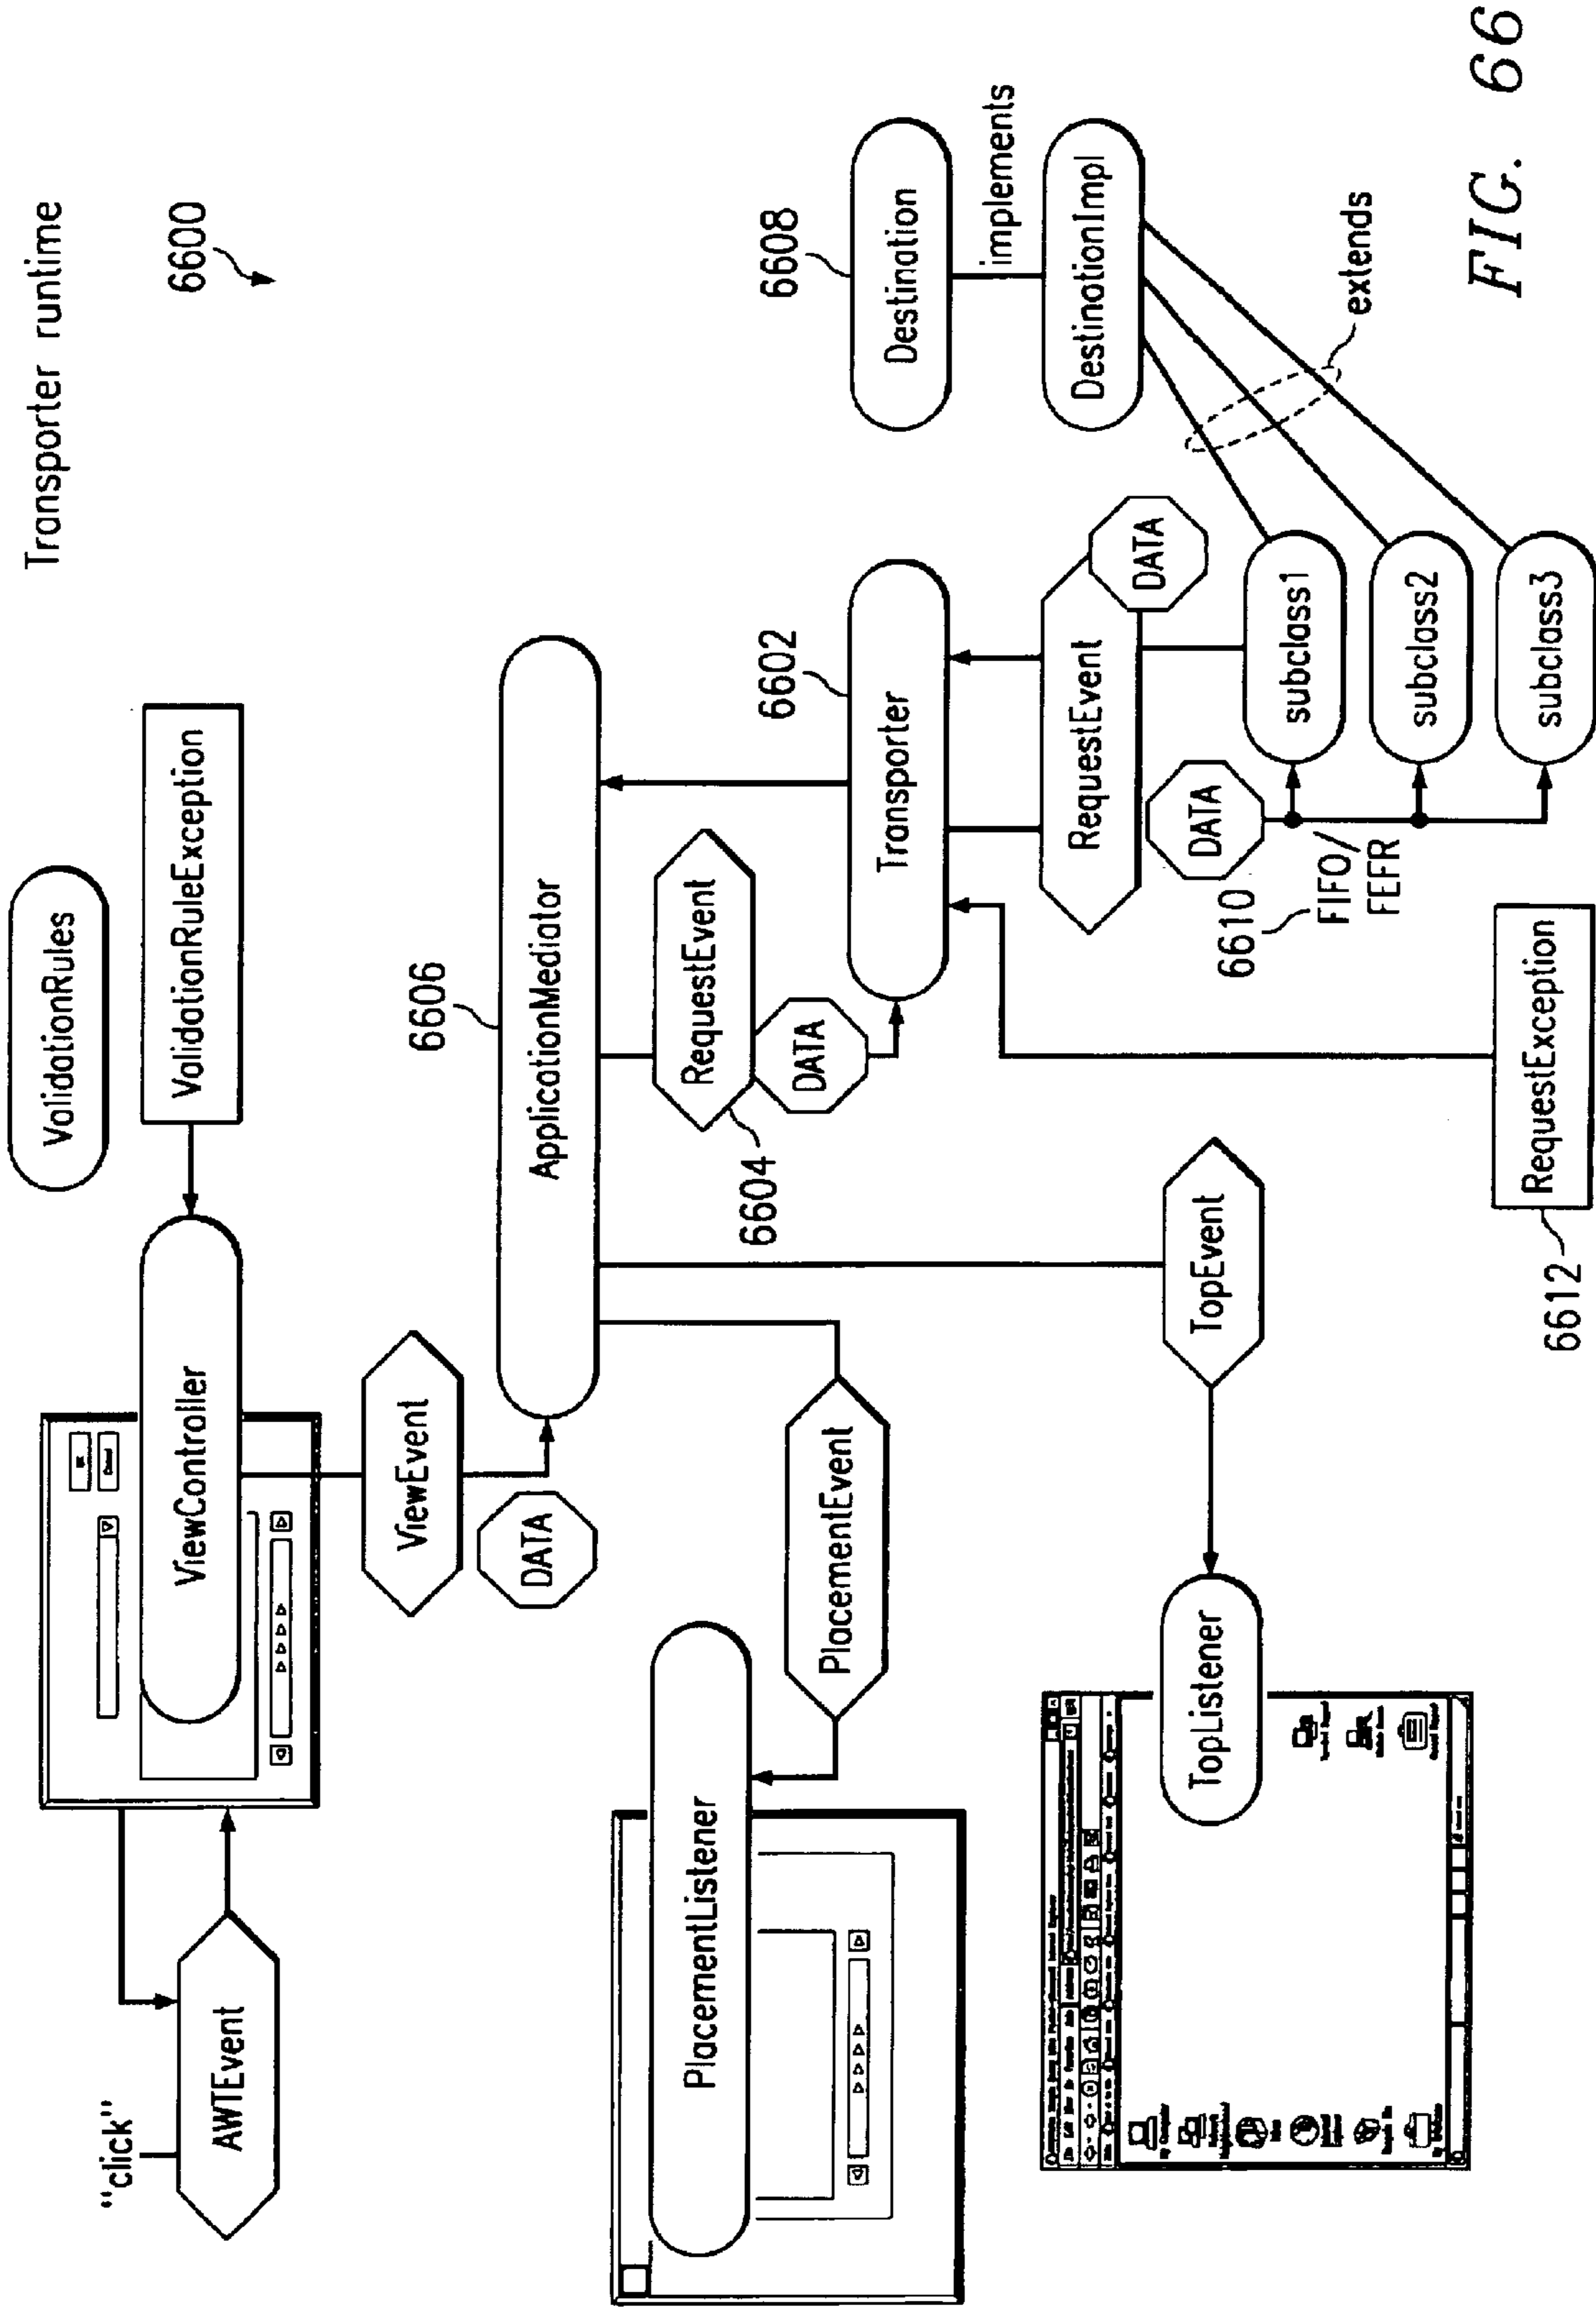 Transporter runtime
6600
"click"
AWTEvent
OK
Cancel
ViewController
ValidationRules
ValidationRuleException
ViewEvent
DATA
6606
ApplicationMediator
PlacementListener
PlacementEvent
6604
RequestEvent
DATA
6602
Transporter
6608
Destination
implements
DestinationImpl
RequestEvent
DATA
DATA
6610
FIFO/
FEFR
subclass1
subclass2
subclass3
extends
TopListener
TopEvent
6612
RequestException
FIG. 66